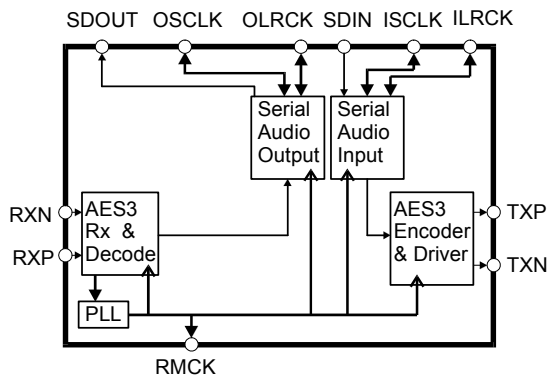 SDOUT OSCLK OLRCK SDIN ISCLK ILRCK
Serial
Audio
Output
Serial
Audio
Input
RXN
RXP
AES3
Rx &
Decode
AES3
Encoder
& Driver
TXP
TXN
PLL
RMCK